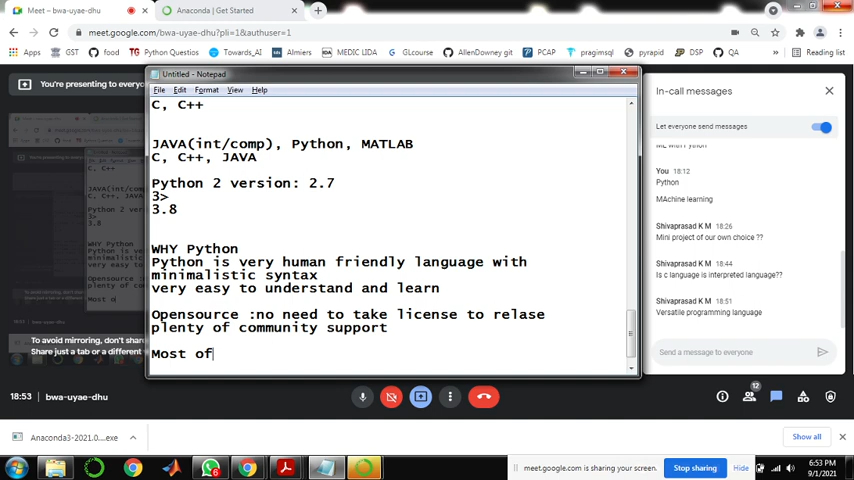 Meet – bwa-uyae-dhu
Anaconda | Get Started
meet.google.com/bwa-uyae-dhu?pli=1&authuser=1
Apps
GST
food
TG
Python Questions
Towards_AI
Almiers
MEDIC LIDA
GLcourse
AllenDowney git
PCAP
pragimsql
pyrapid
DSP
QA
Reading list
You're presenting to everyo
Untitled - Notepad
File Edit Format View Help
C, C++
JAVA(int/comp), Python, MATLAB
C, C++, JAVA
Python 2 version: 2.7
3>
3.8
WHY Python
Python is very human friendly language with
minimalistic syntax
very easy to understand and learn
Opensource :no need to take license to relase
plenty of community support
Most of
To avoid mirroring, don't share
Share just a tab or a different
In-call messages
Let everyone send messages
ML with Python
You 18:12
Python
MAchine learning
Shivaprasad K M 18:26
Mini project of our own choice ??
Shivaprasad K M 18:44
Is c language is interpreted language??
Shivaprasad K M 18:51
Versatile programming language
Send a message to everyone
18:53 bwa-uyae-dhu
12
Anaconda3-2021.0....exe
Show all
meet.google.com is sharing your screen.
Stop sharing
Hide
6:53 PM
9/1/2021